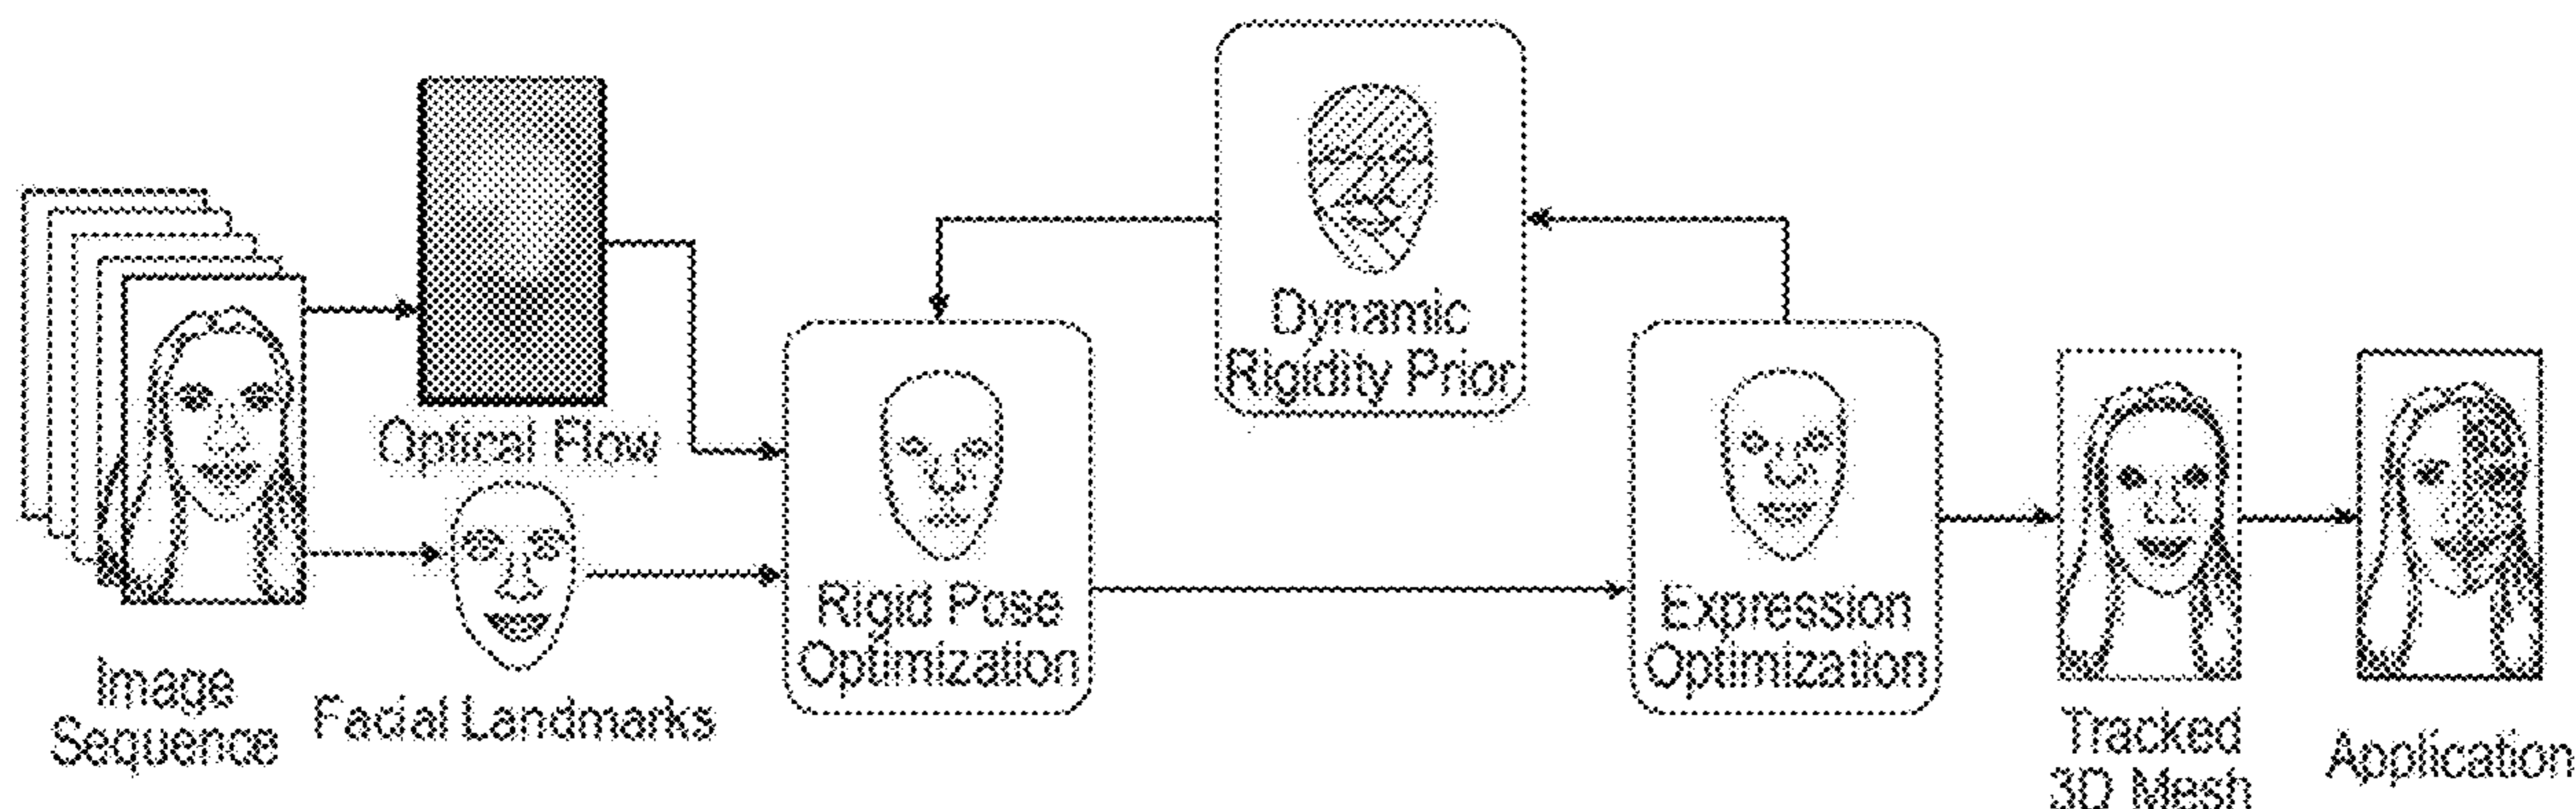 Image
Sequence
Optical Flow
Facial Landmarks
Rigid Pose
Optimization
Dynamic
Rigidity Prior
Expression
Optimization
Tracked
3D Mesh
Application